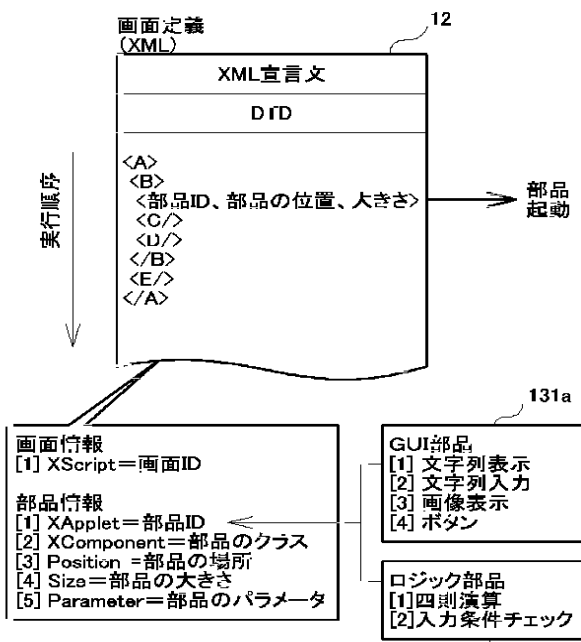 画面定義
(XML)
12
XML宣言文
DTD
実行順序
<A>
<B>
<部品ID、部品の位置、大きさ>
<C/>
<D/>
</B>
<E/>
</A>
部品
起動
画面情報
[1] XScript=画面ID
部品情報
[1] XApplet=部品ID
[2] XComponent=部品のクラス
[3] Position =部品の場所
[4] Size=部品の大きさ
[5] Parameter=部品のパラメータ
131a
GUI部品
[1] 文字列表示
[2] 文字列入力
[3] 画像表示
[4] ボタン
ロジック部品
[1]四則演算
[2]入力条件チェック